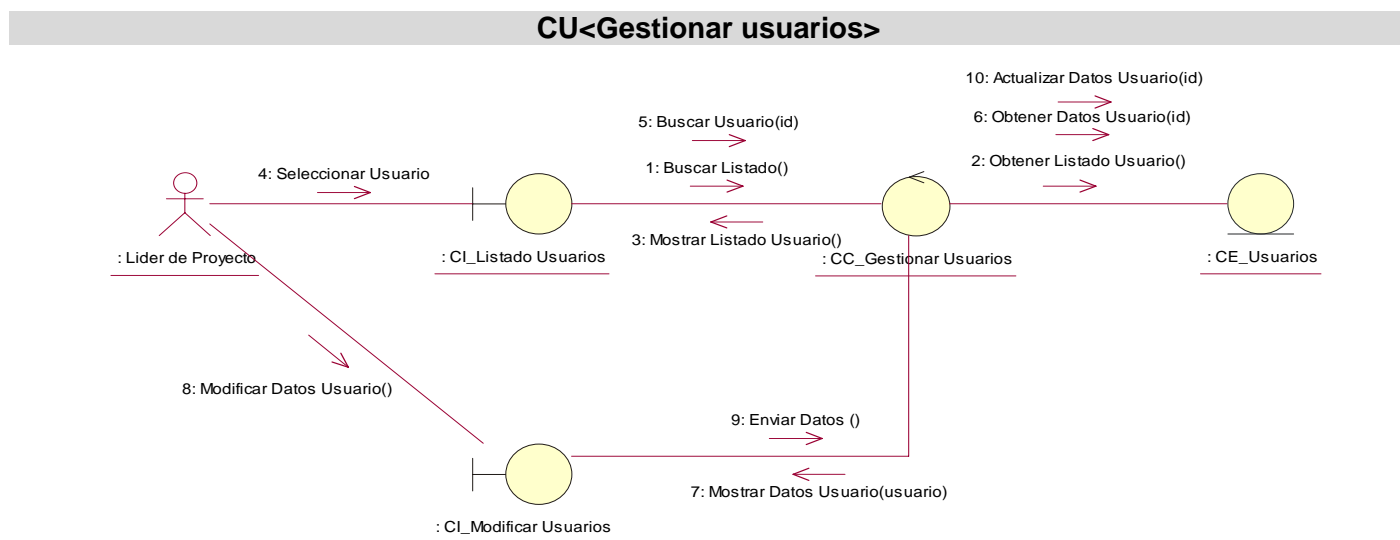 CU<Gestionar usuarios>
10: Actualizar Datos Usuario(id)
5: Buscar Usuario(id)
6: Obtener Datos Usuario(id)
4: Seleccionar Usuario
1: Buscar Listado()
2: Obtener Listado Usuario()
3: Mostrar Listado Usuario()
: Lider de Proyecto
: CI_Listado Usuarios
: CC_Gestionar Usuarios
: CE_Usuarios
8: Modificar Datos Usuario()
9: Enviar Datos ()
7: Mostrar Datos Usuario(usuario)
: CI_Modificar Usuarios